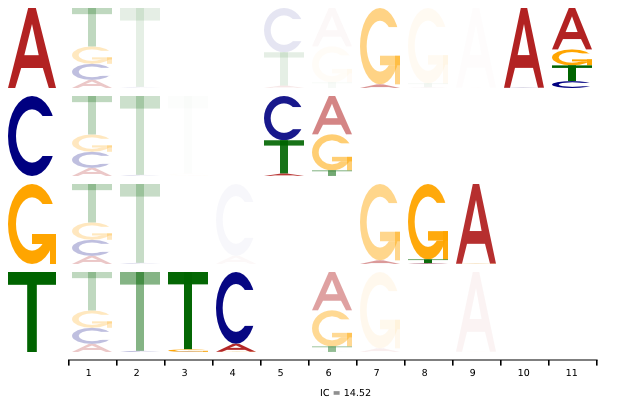 A T G C A T C T A G G G A A A G T C
C T G C A T T C T A A G T
G T G C A T C G A G T A
T T G C A T T G C A A G T G G A
1 2 3 4 5 6 7 8 9 10 11
IC = 14.52